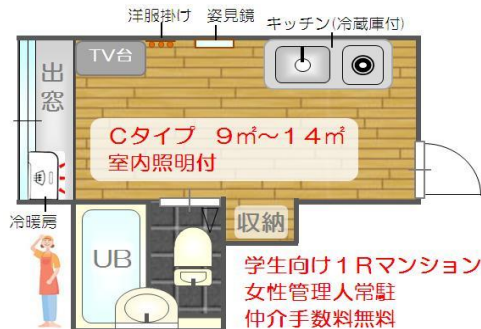 洋服掛け 姿見鏡 キッチン(冷蔵庫付)
TV台
出窓
Cタイプ 9㎡〜14㎡
室内照明付
冷暖房
収納
UB
学生向け1Rマンション
女性管理人常駐
仲介手数料無料